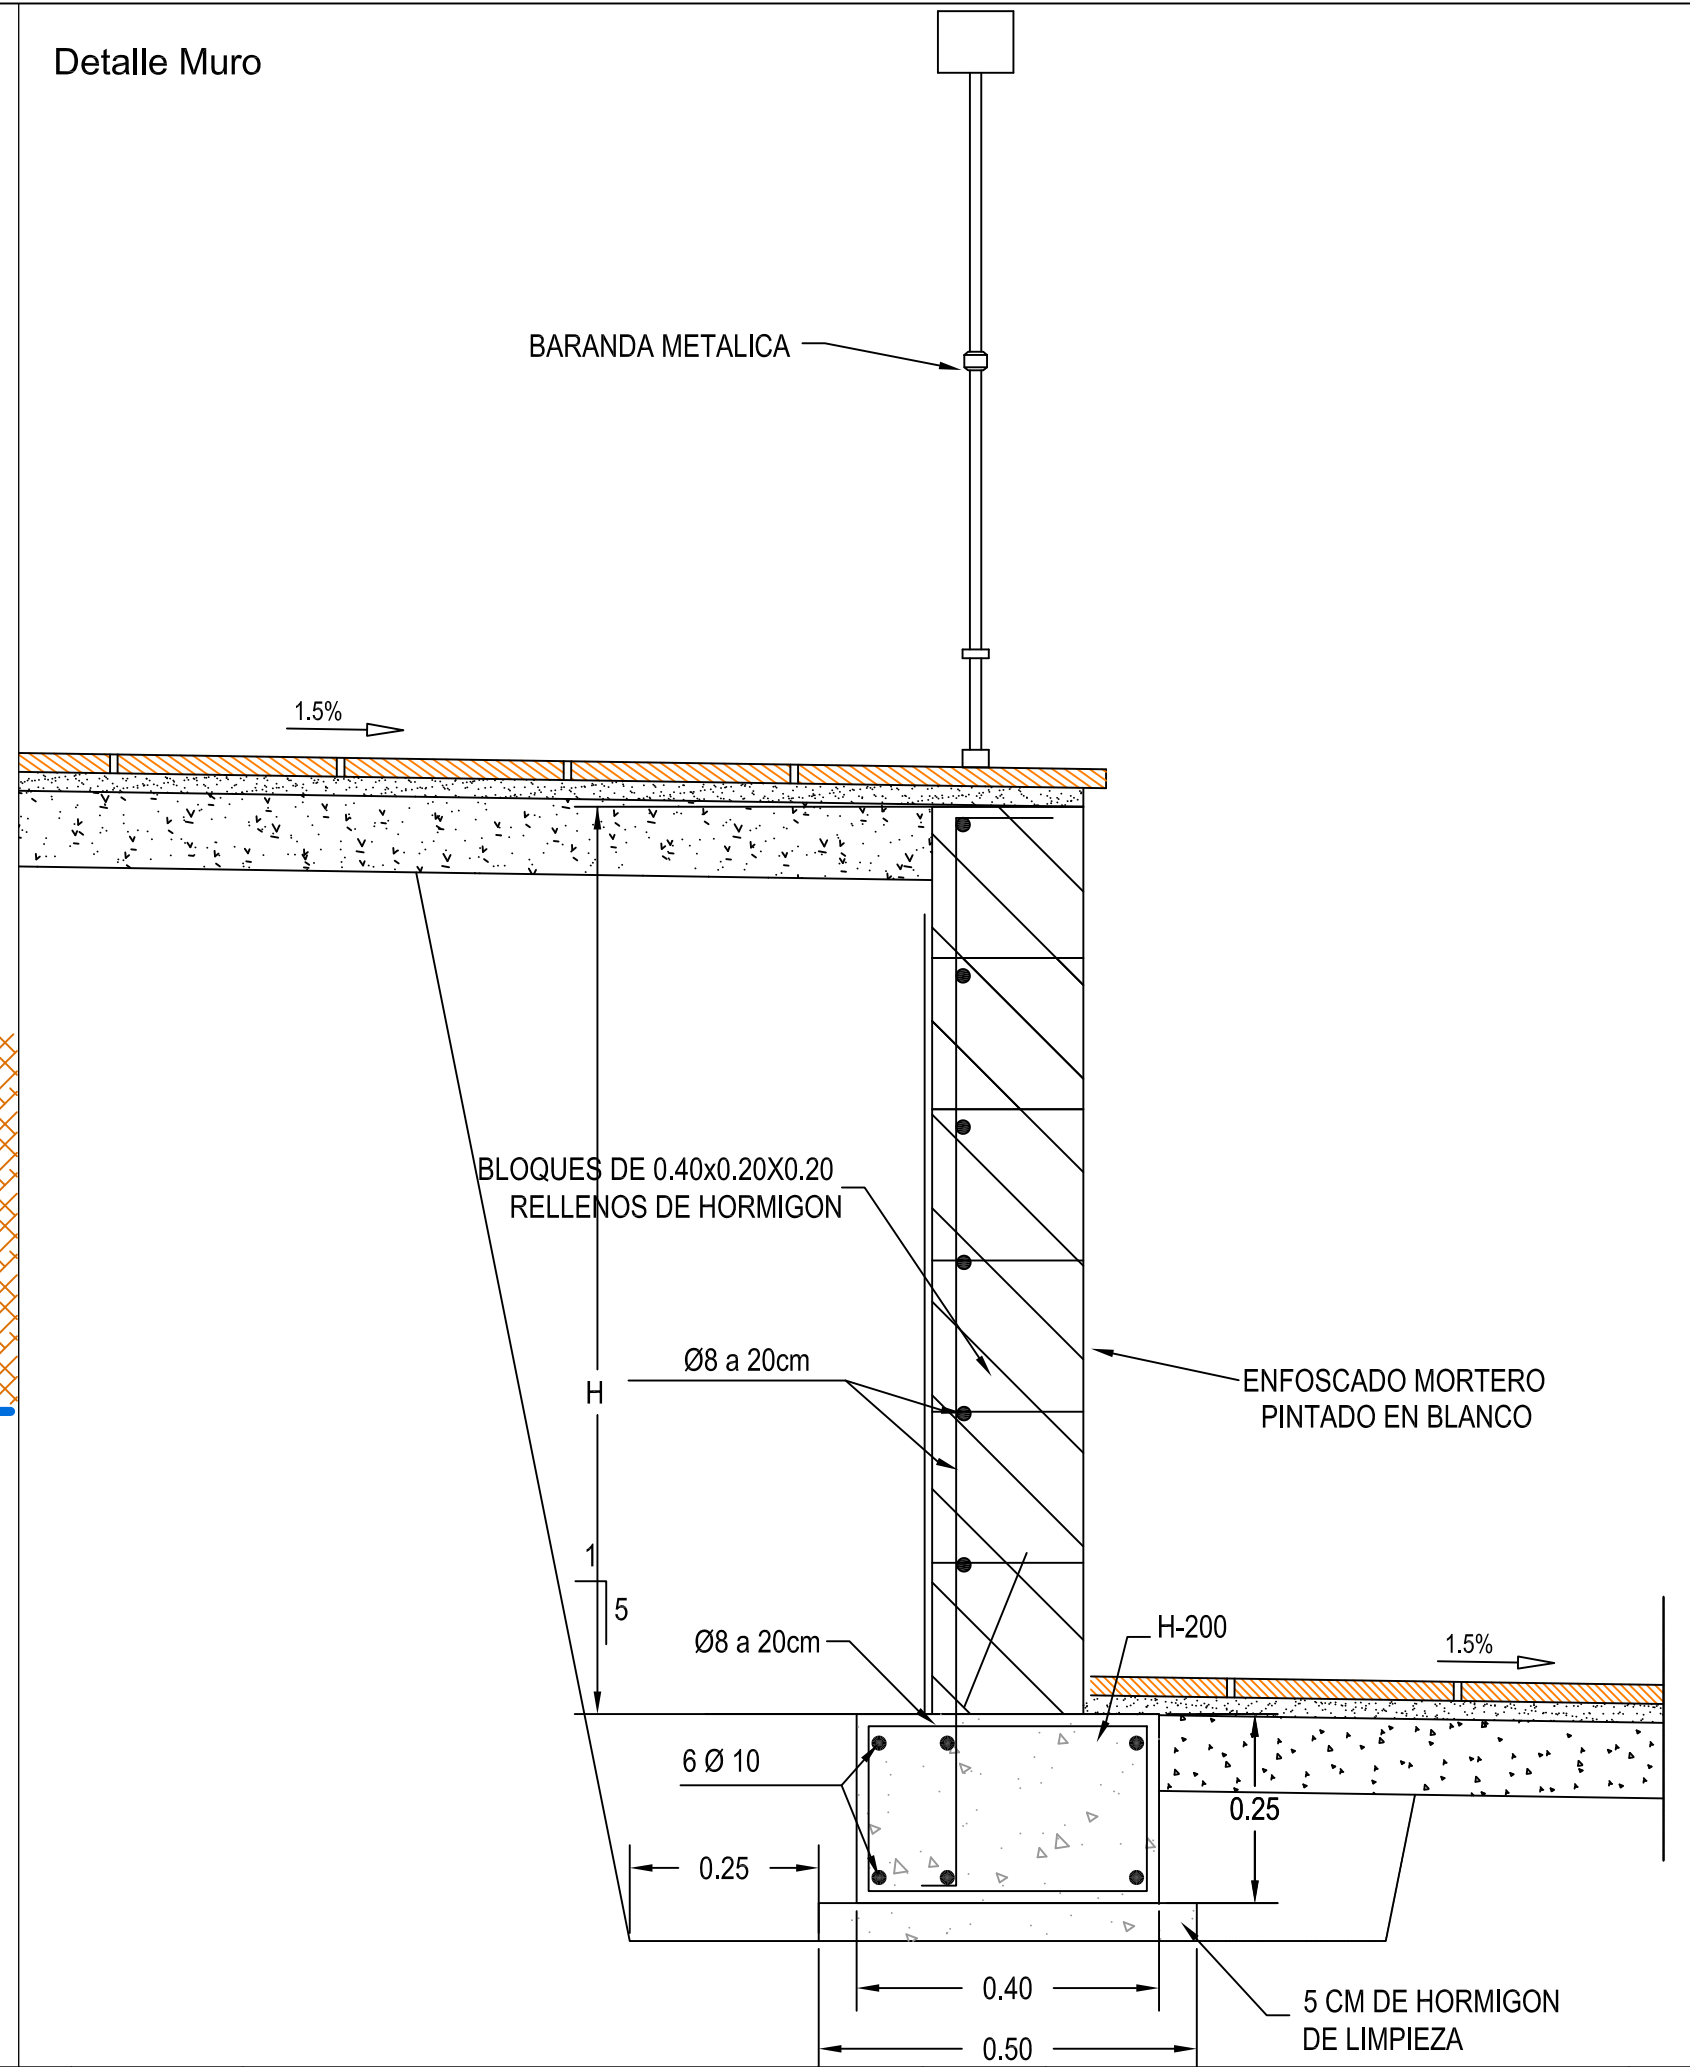 Detalle Muro
BARANDA METALICA
1.5%
BLOQUES DE 0.40x0.20X0.20
RELLENOS DE HORMIGON
Ø8 a 20cm
H
ENFOSCADO MORTERO
PINTADO EN BLANCO
1
5
Ø8 a 20cm
H-200
1.5%
6 Ø 10
0.25
0.25
0.40
0.50
5 CM DE HORMIGON
DE LIMPIEZA